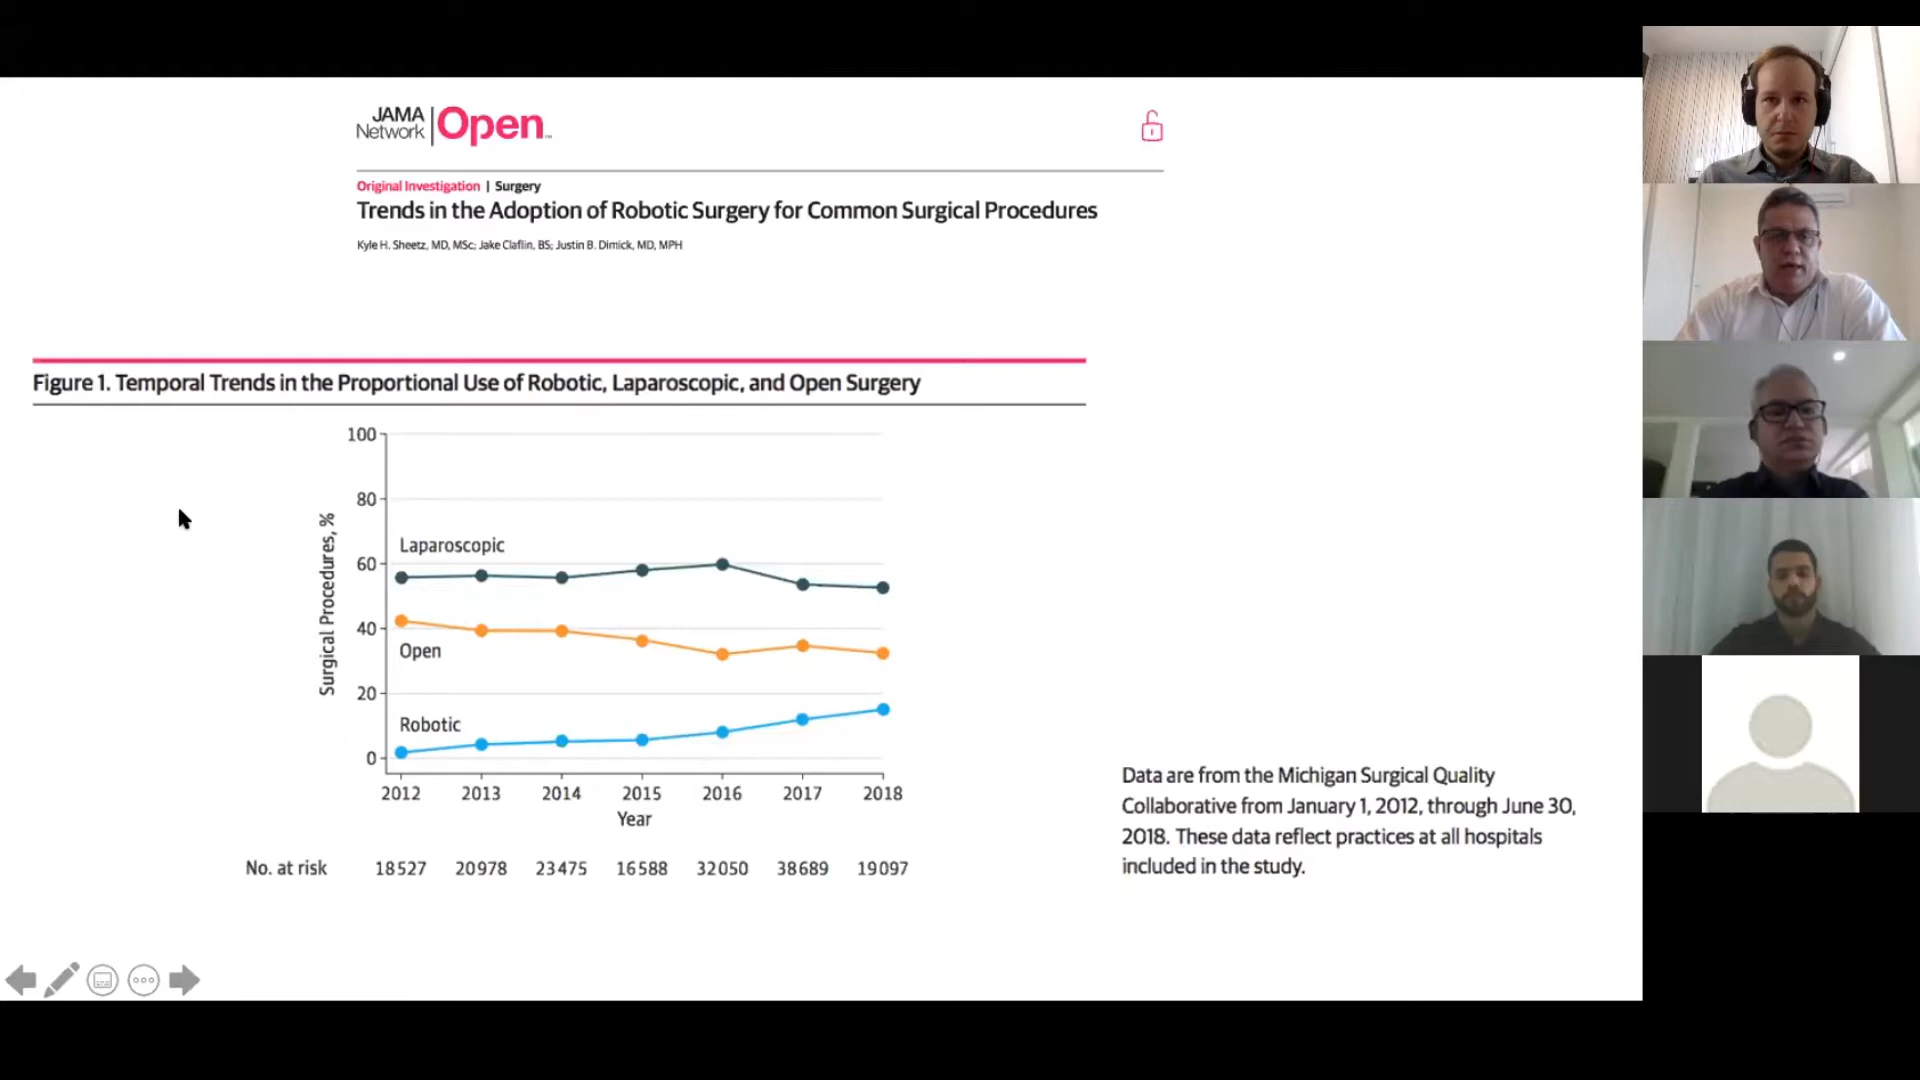 JAMA
Network
Open™
Original Investigation | Surgery
Trends in the Adoption of Robotic Surgery for Common Surgical Procedures
Kyle H. Sheetz, MD, MSc; Jake Claflin, BS; Justin B. Dimick, MD, MPH
Figure 1. Temporal Trends in the Proportional Use of Robotic, Laparoscopic, and Open Surgery
100
80
60
40
20
0
Surgical Procedures, %
Laparoscopic
Open
Robotic
2012 2013 2014 2015 2016 2017 2018
Year
No. at risk 18527 20978 23475 16588 32050 38689 19097
Data are from the Michigan Surgical Quality
Collaborative from January 1, 2012, through June 30,
2018. These data reflect practices at all hospitals
included in the study.